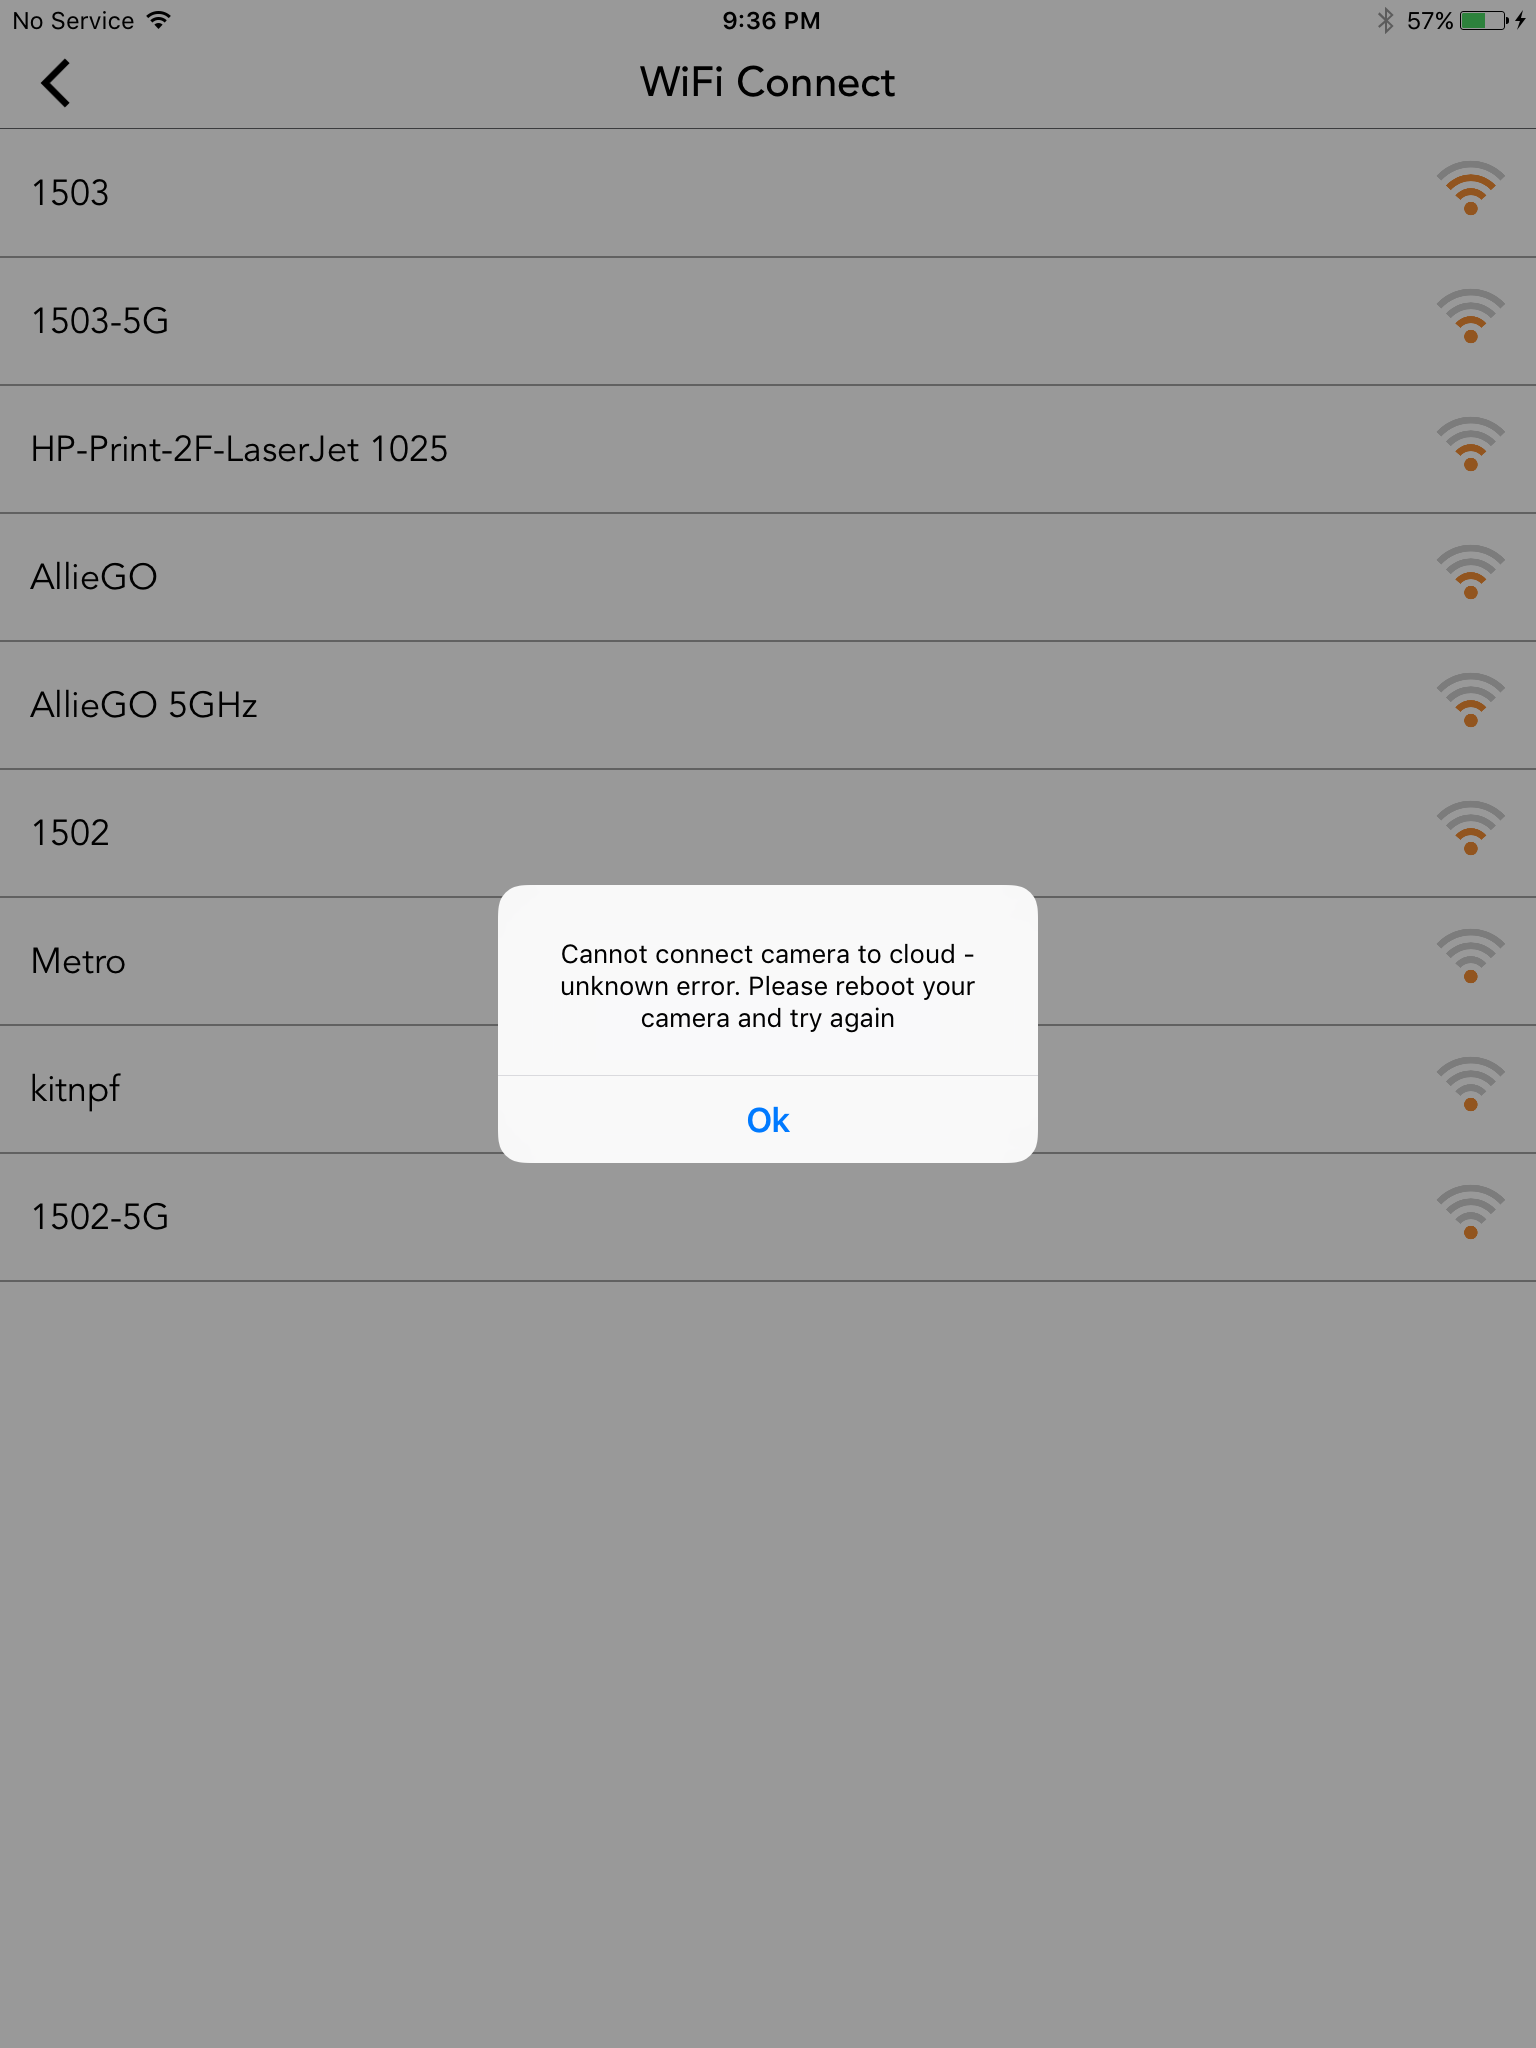 No Service 9:36 PM 57%
WiFi Connect
1503
1503-5G
HP-Print-2F-LaserJet 1025
AllieGO
AllieGO 5GHz
1502
Metro
kitnpf
1502-5G
Cannot connect camera to cloud -
unknown error. Please reboot your
camera and try again
Ok